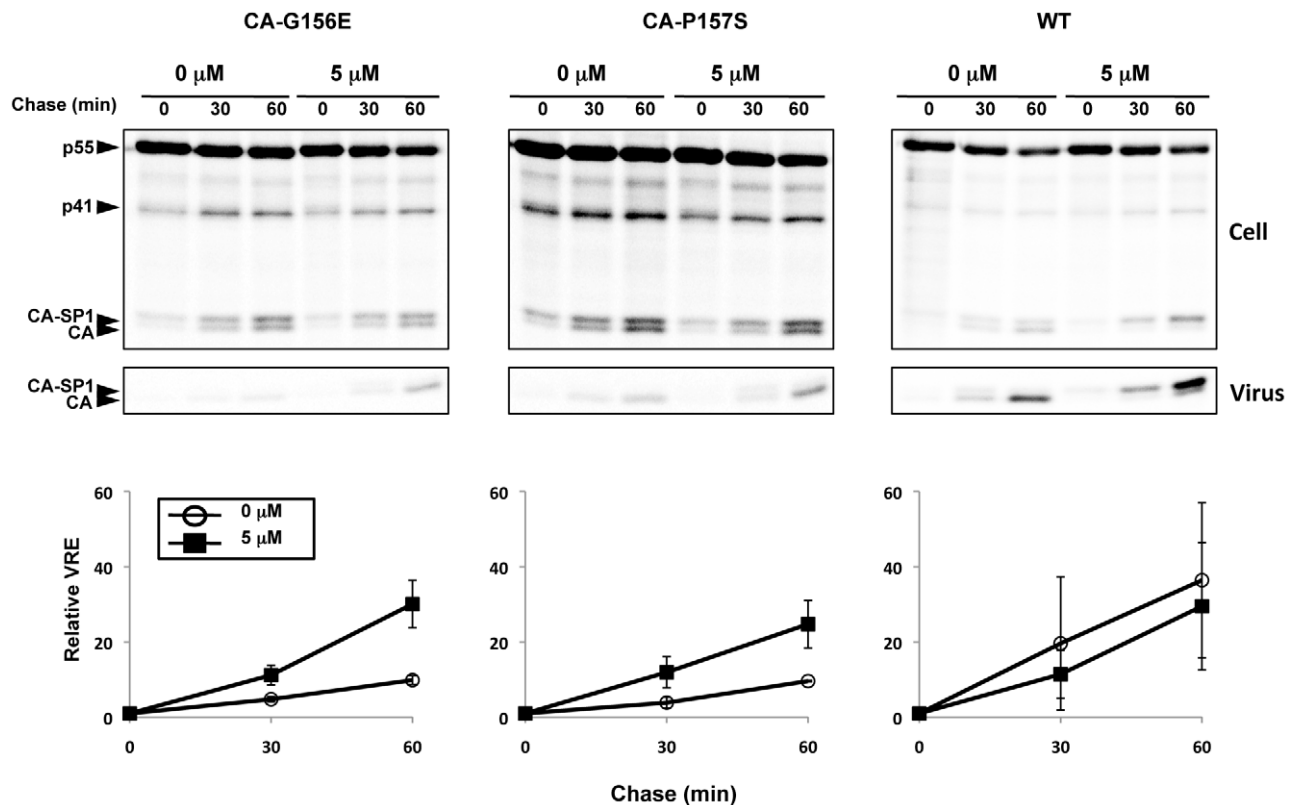 CA-G156E CA-P157S WT
0 μM 5 μM 0 μM 5 μM 0 μM 5 μM
Chase (min) 0 30 60 0 30 60 0 30 60 0 30 60 0 30 60 0 30 60
p55
p41
Cell
CA-SP1
CA
CA-SP1
CA
Virus
60 60 60
0 μM
5 μM
40 40 40
Relative VRE
20 20 20
0 0 0
0 30 60 0 30 60 0 30 60
Chase (min)